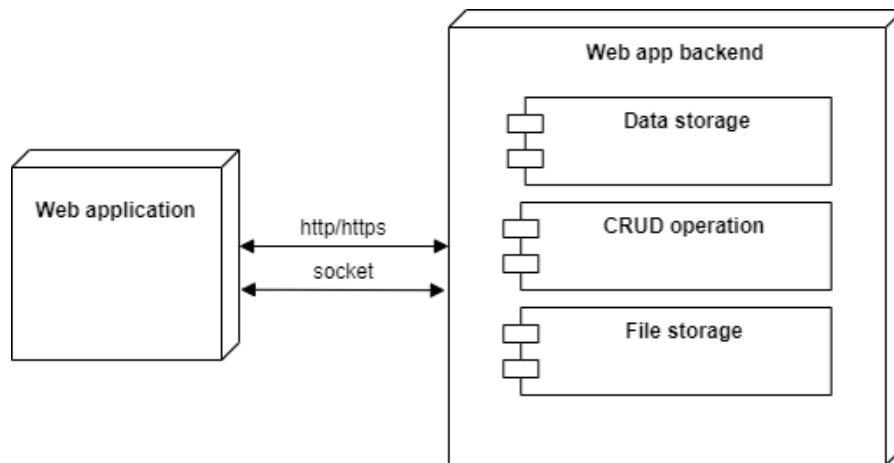 Web app backend
Data storage
Web application
CRUD operation
http/https
socket
File storage